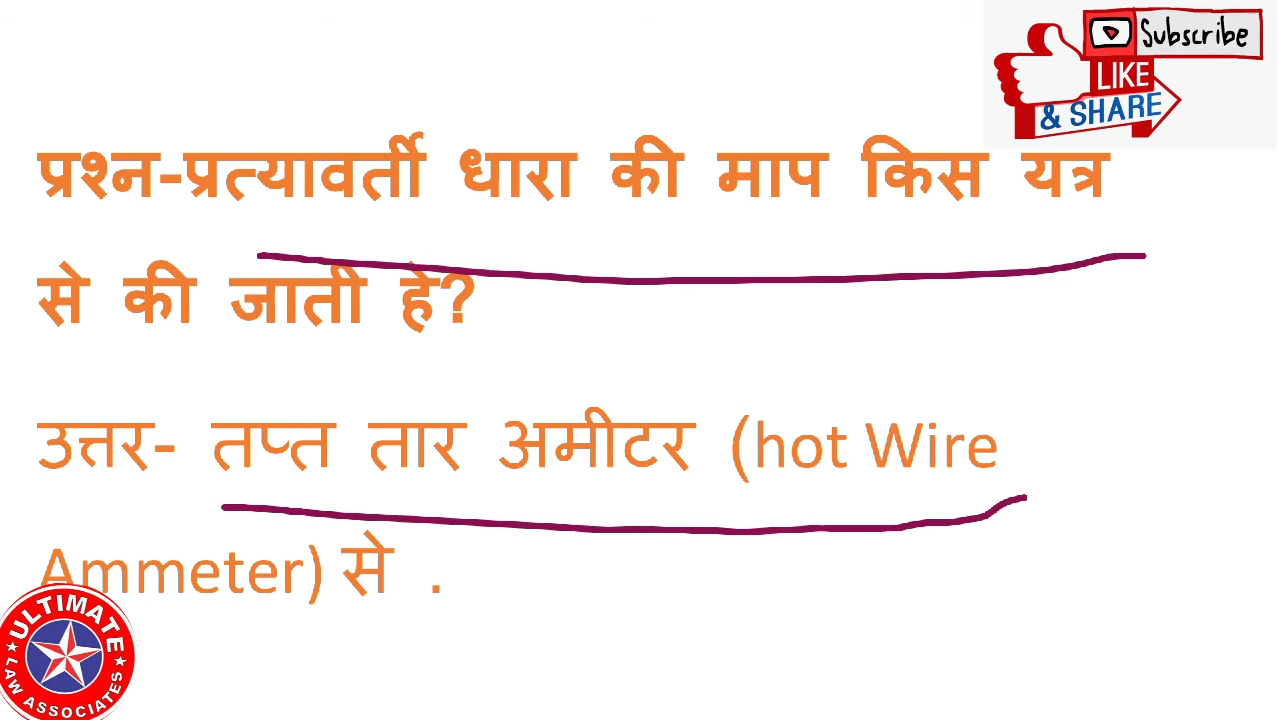 Subscribe
LIKE
& SHARE
प्रश्न-प्रत्यावर्ती धारा की माप किस यत्र
से की जाती हे?
उत्तर- तप्त तार अमीटर (hot Wire
Ammeter) से .
ULTIMATE
LAW ASSOCIATES